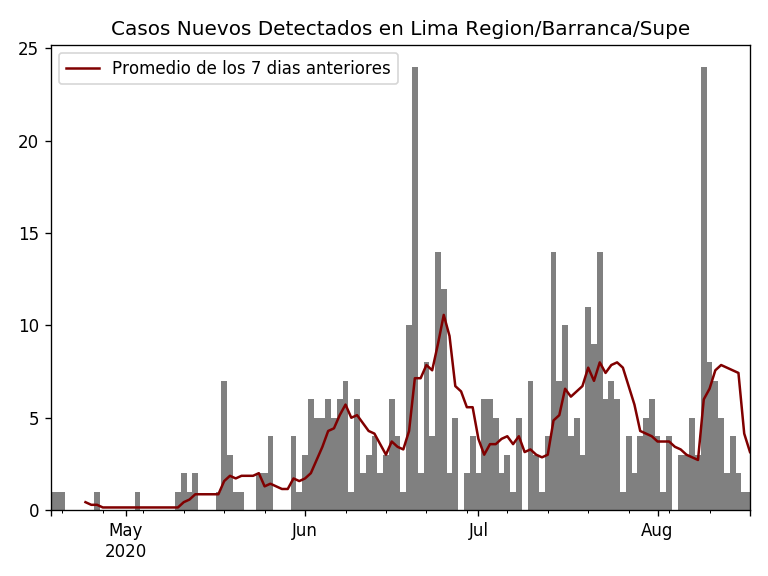 Casos Nuevos Detectados en Lima Region/Barranca/Supe
Promedio de los 7 dias anteriores
25
20
15
10
5
0
May
2020
Jun
Jul
Aug